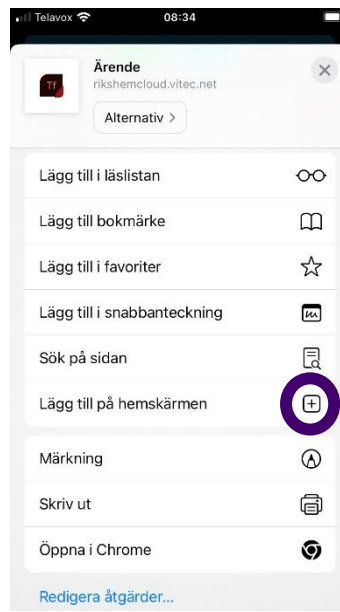 Telavox 08:34
Ärende
rikshemcloud.vitec.net
Tf
Alternativ >
Lägg till i läslistan
Lägg till bokmärke
Lägg till i favoriter
Lägg till i snabbanteckning
Sök på sidan
Lägg till på hemskärmen
Märkning
Skriv ut
Öppna i Chrome
Redigera åtgärder...